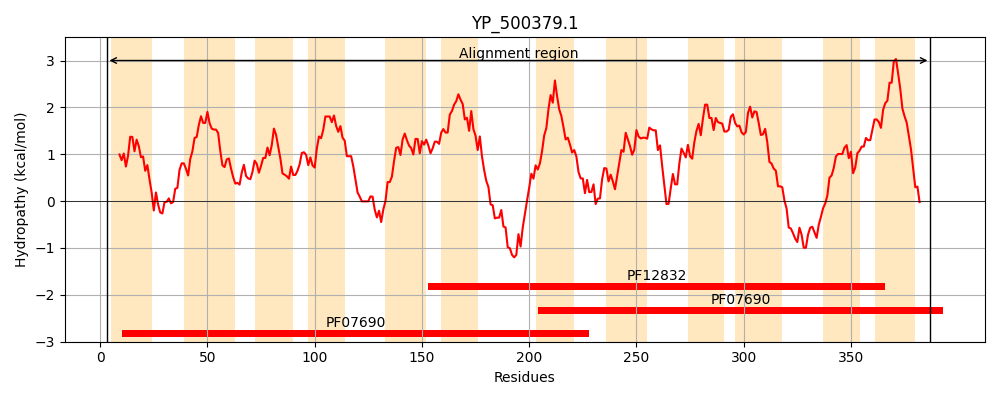 YP_500379.1
Alignment region
3
2
1
0
−1
−2
−3
Hydropathy (kcal/mol)
PF12832
PF07690
PF07690
0 50 100 150 200 250 300 350
Residues